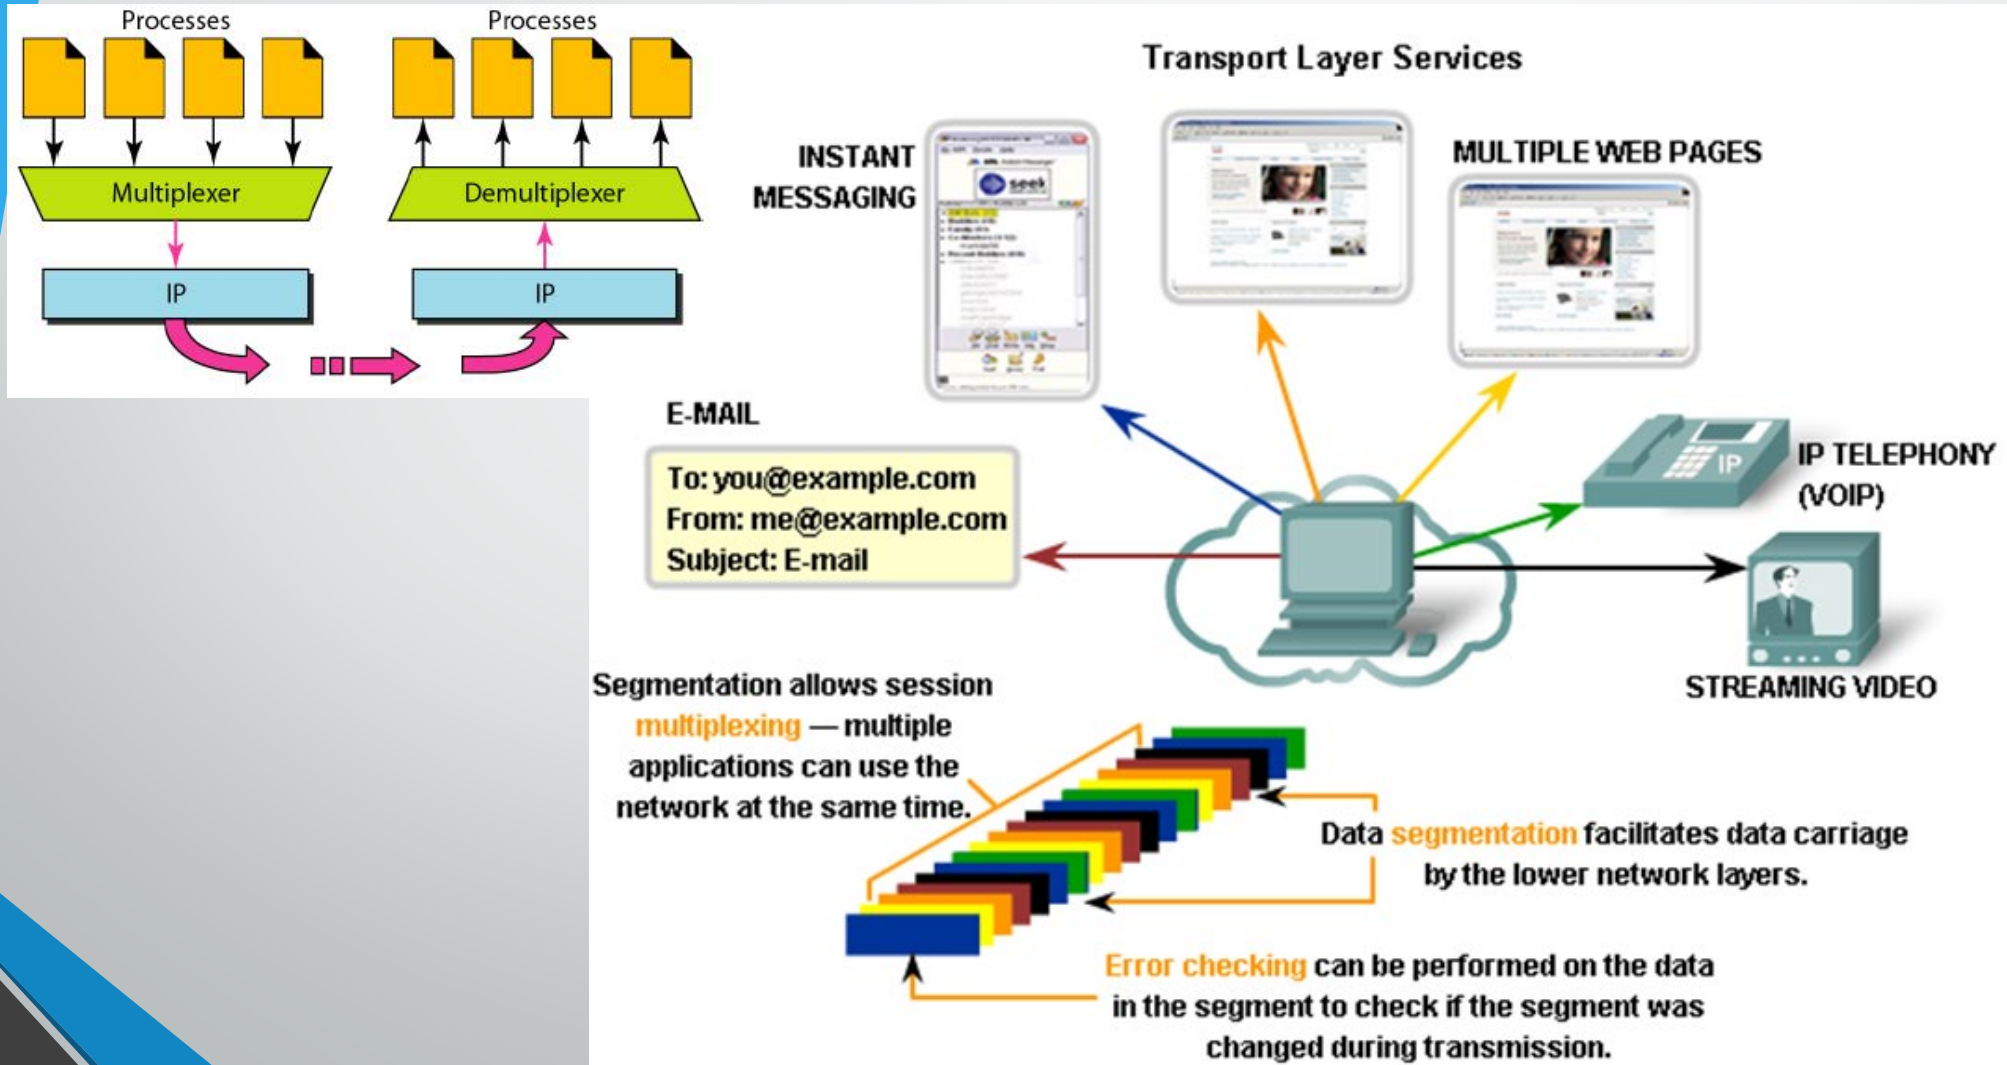 Processes
Processes
Multiplexer
Demultiplexer
IP
IP
Transport Layer Services
INSTANT
MESSAGING
seek
MULTIPLE WEB PAGES
E-MAIL
To: you@example.com
From: me@example.com
Subject: E-mail
IP
IP TELEPHONY
(VOIP)
STREAMING VIDEO
Segmentation allows session
multiplexing — multiple
applications can use the
network at the same time.
Data segmentation facilitates data carriage
by the lower network layers.
Error checking can be performed on the data
in the segment to check if the segment was
changed during transmission.